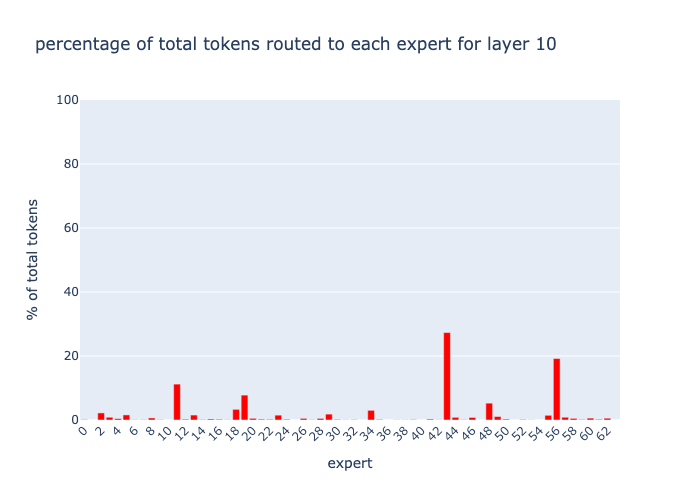 percentage of total tokens routed to each expert for layer 10
100
80
60
40
20
0
% of total tokens
0 2 4 6 8 10 12 14 16 18 20 22 24 26 28 30 32 34 36 38 40 42 44 46 48 50 52 54 56 58 60 62
expert